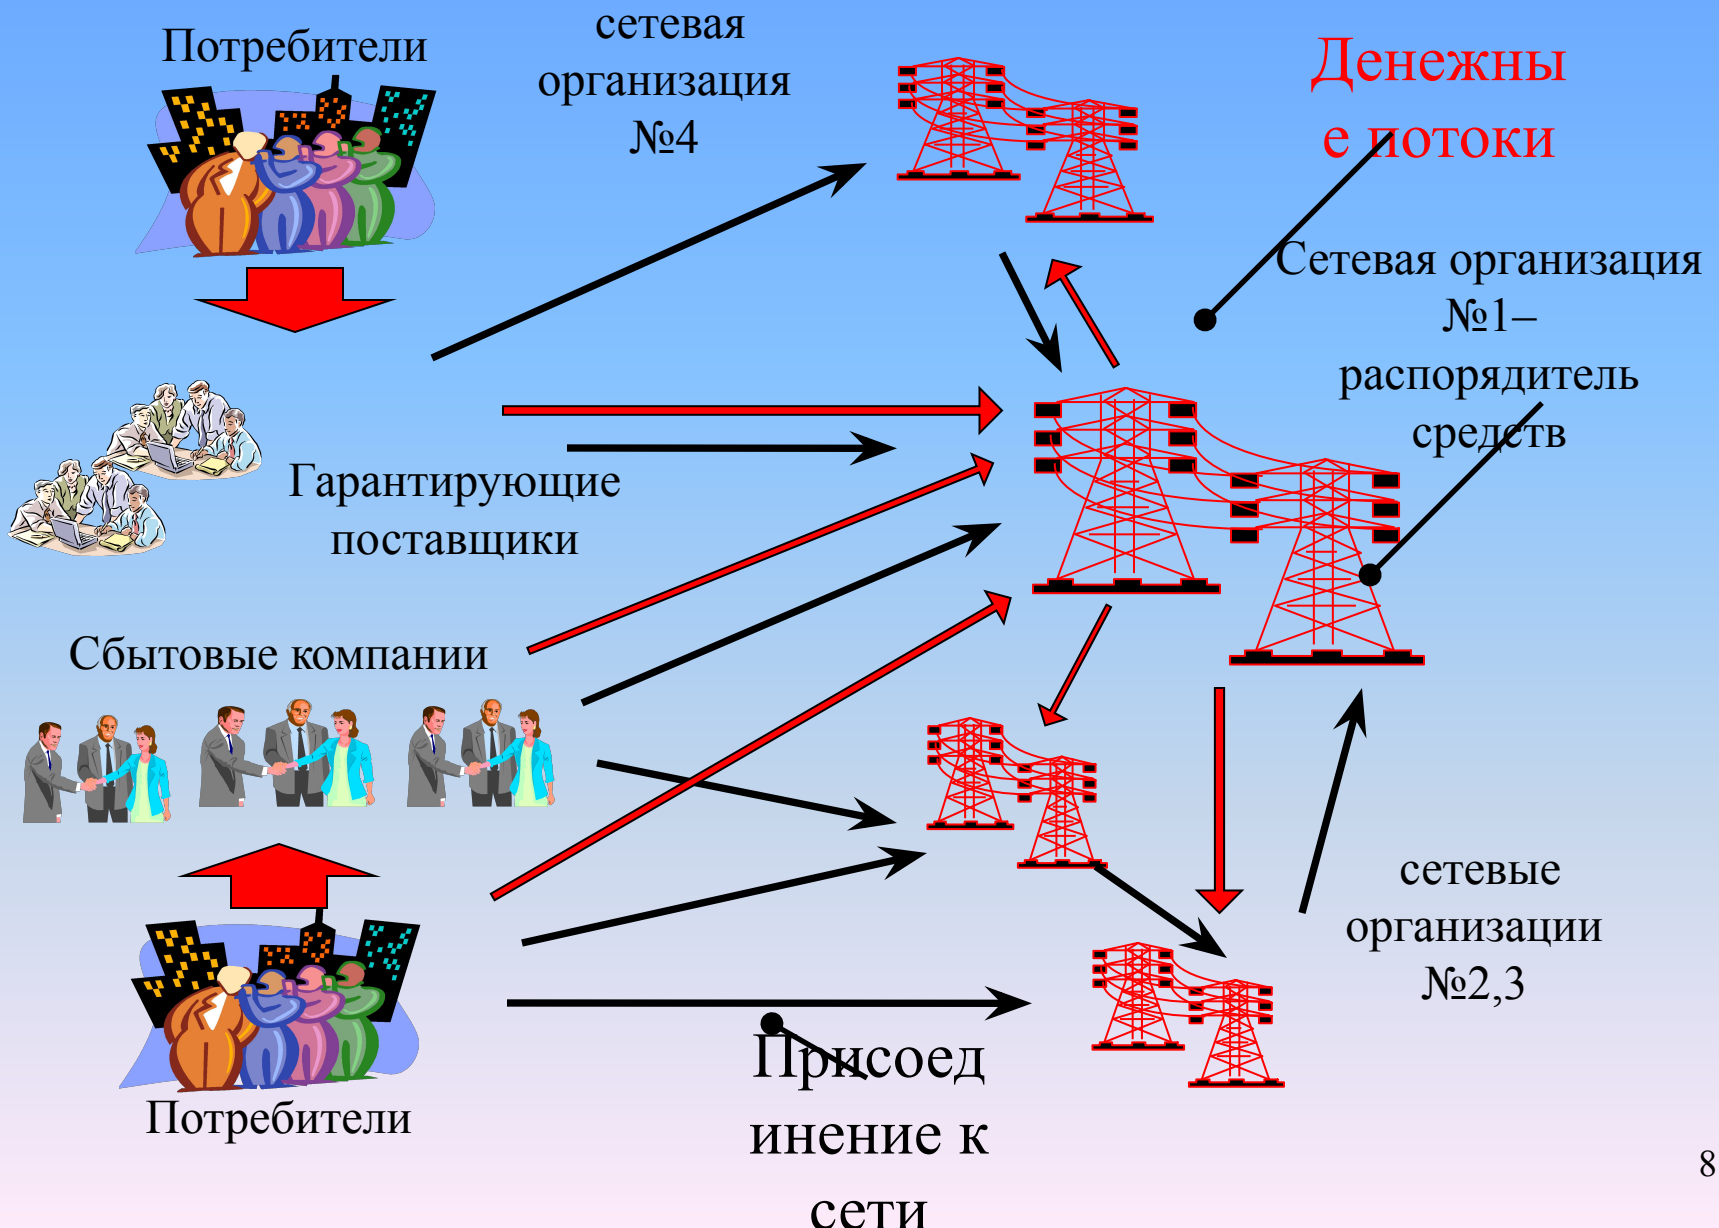 Потребители
сетевая
организация
№4
Денежны
е потоки
Сетевая организация
№1–
распорядитель
средств
Гарантирующие
поставщики
Сбытовые компании
сетевые
организации
№2,3
Потребители
Присоед
инение к
сети
8